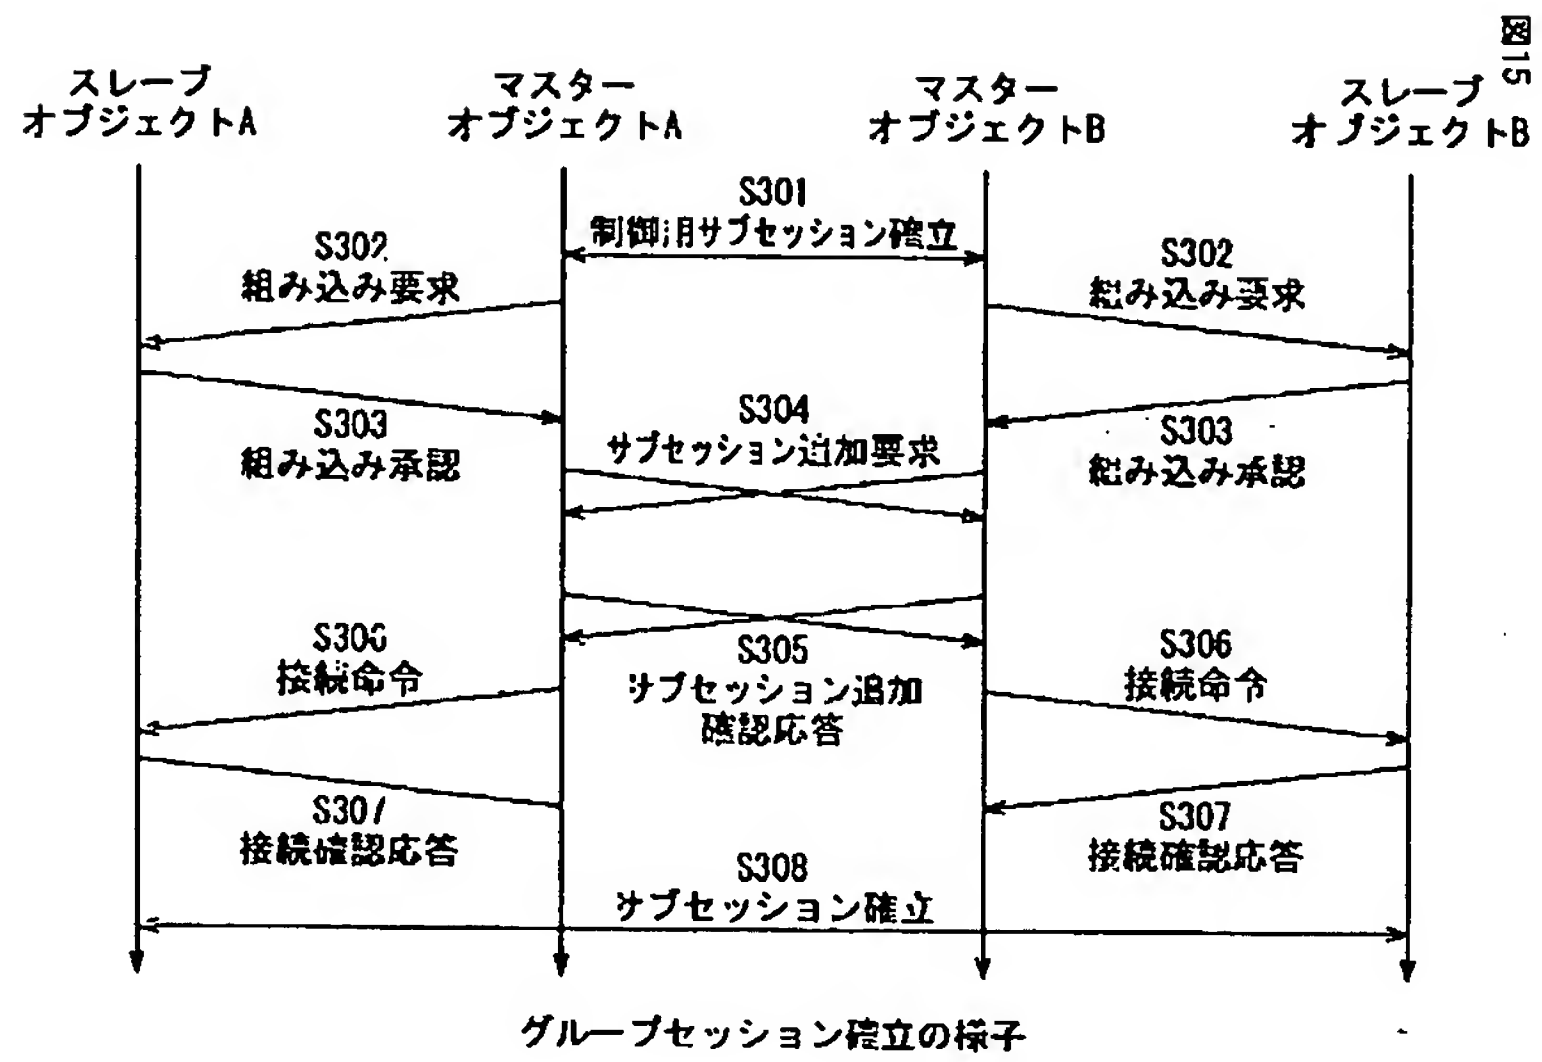 図15
スレーブ
オブジェクトA
マスター
オブジェクトA
マスター
オブジェクトB
スレーブ
オブジェクトB
S301
制御用サブセッション確立
S302
組み込み要求
S302
組み込み要求
S303
組み込み承認
S304
サブセッション追加要求
S303
組み込み承認
S306
接続命令
S305
サブセッション追加
確認応答
S306
接続命令
S307
接続確認応答
S307
接続確認応答
S308
サブセッション確立
グループセッション確立の様子